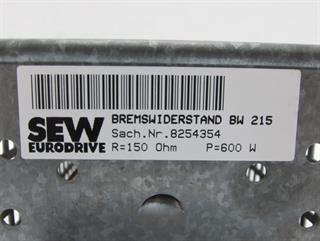 SEW
EURODRIVE
BREMSWIDERSTAND BW 215
Sach.Nr.8254354
R=150 Ohm P=600 W